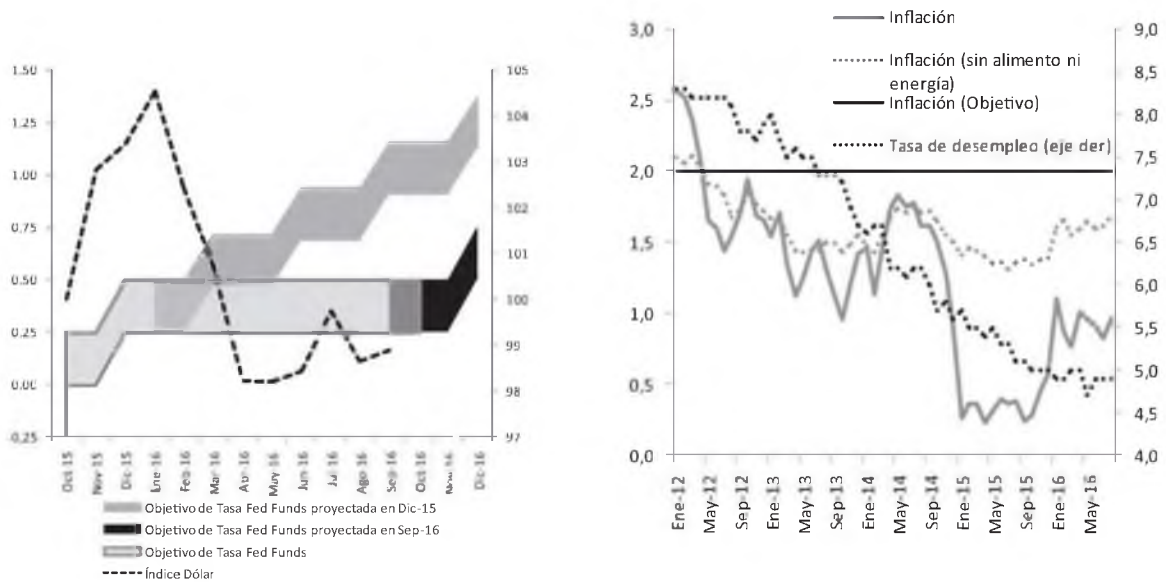 1.50
1.25
1.00
0.75
0.50
0.25
0.00
-0.25
105
104
103
102
101
100
99
98
97
Oct 15
Nov 15
Dic 15
Ene 16
Feb 16
Mar 16
Abr 16
May 16
Jun 16
Jul 16
Ago 16
Sep 16
Oct 16
Nov 16
Dic 16
Objetivo de Tasa Fed Funds proyectada en Dic-15
Objetivo de Tasa Fed Funds proyectada en Sep-16
Objetivo de Tasa Fed Funds
Índice Dólar
3,0
2,5
2,0
1,5
1,0
0,5
0,0
Inflación
Inflación (sin alimento ni
energía)
Inflación (Objetivo)
Tasa de desempleo (eje der)
9,0
8,5
8,0
7,5
7,0
6,5
6,0
5,5
5,0
4,5
4,0
Ene-12
May-12
Sep-12
Ene-13
May-13
Sep-13
Ene-14
May-14
Sep-14
Ene-15
May-15
Sep-15
Ene-16
May-16